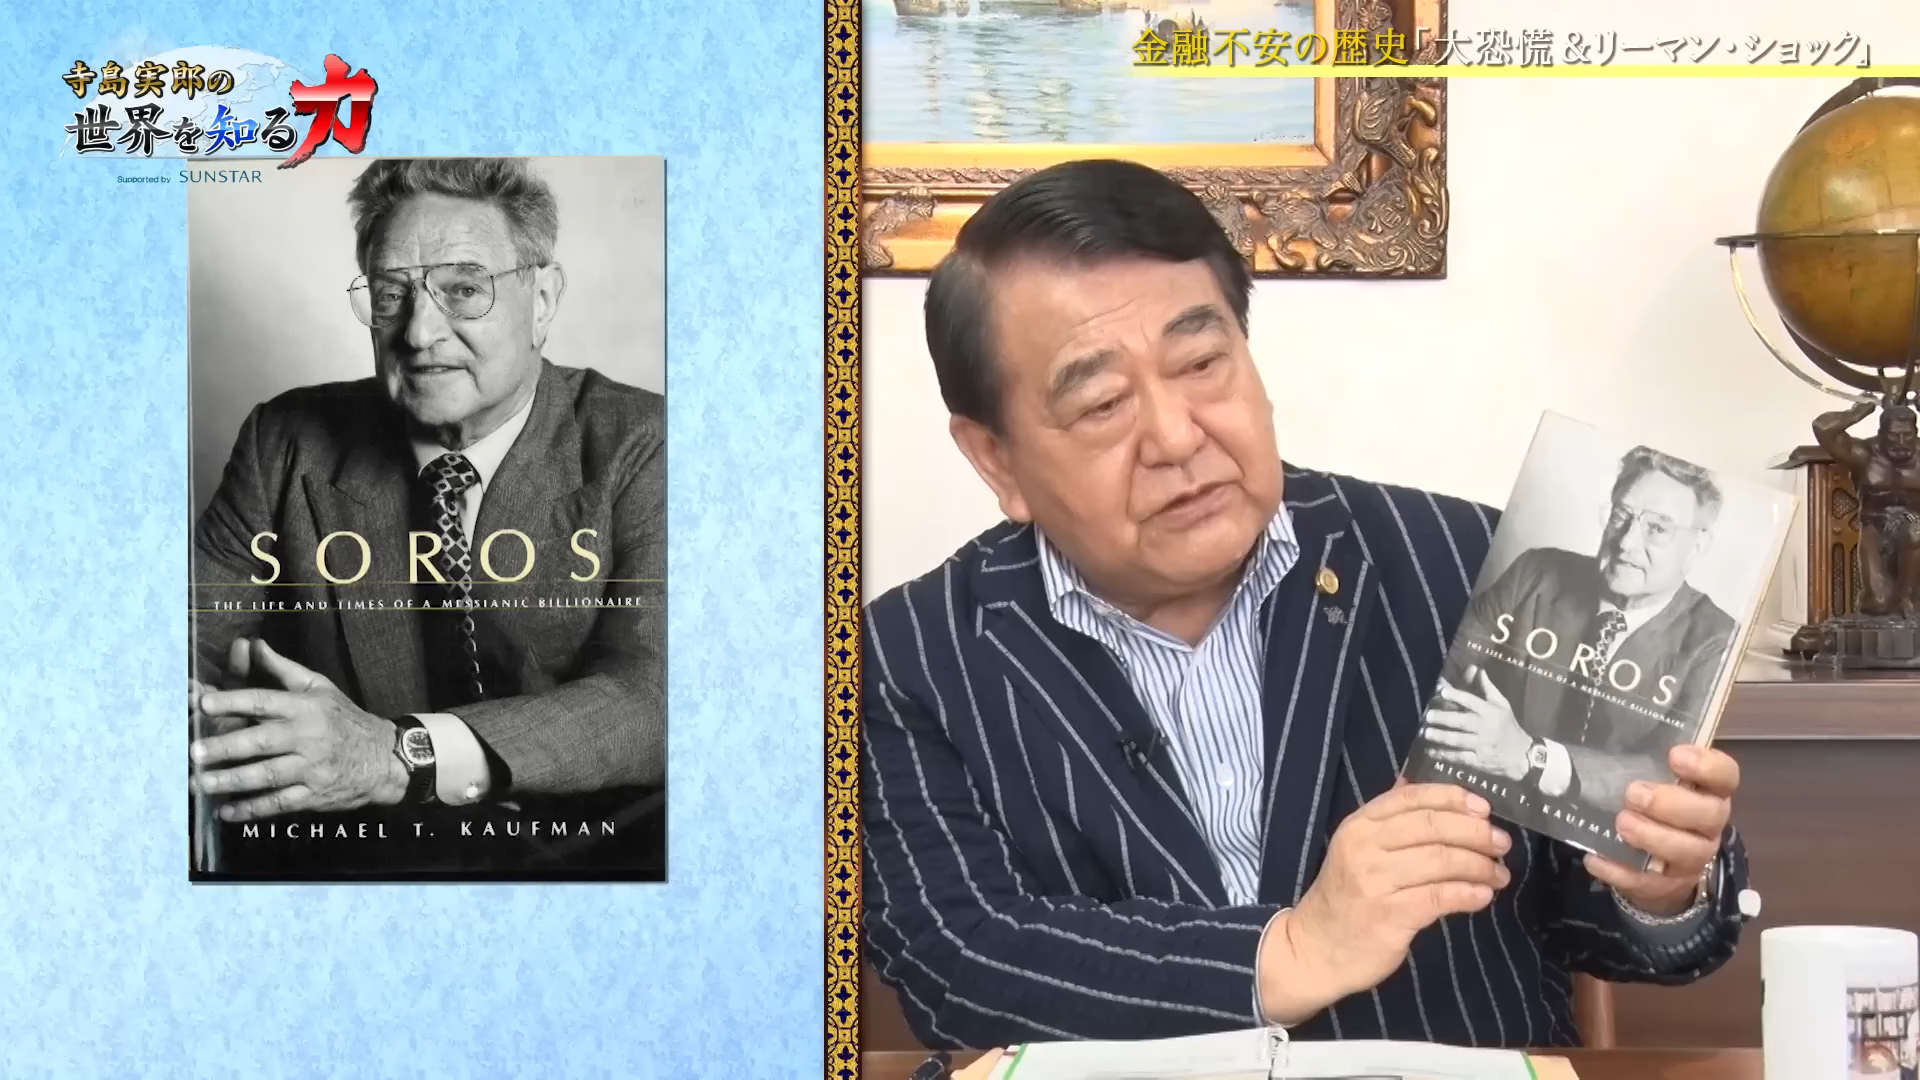 寺島実郎の
世界を知る力
Supported by SUNSTAR
金融不安の歴史「大恐慌&リーマン・ショック」
SOROS
THE LIFE AND TIMES OF A MESSIANIC BILLIONAIRE
MICHAEL T. KAUFMAN
SOROS
THE LIFE AND TIMES OF A MESSIANIC BILLIONAIRE
MICHAEL T. KAUFMAN